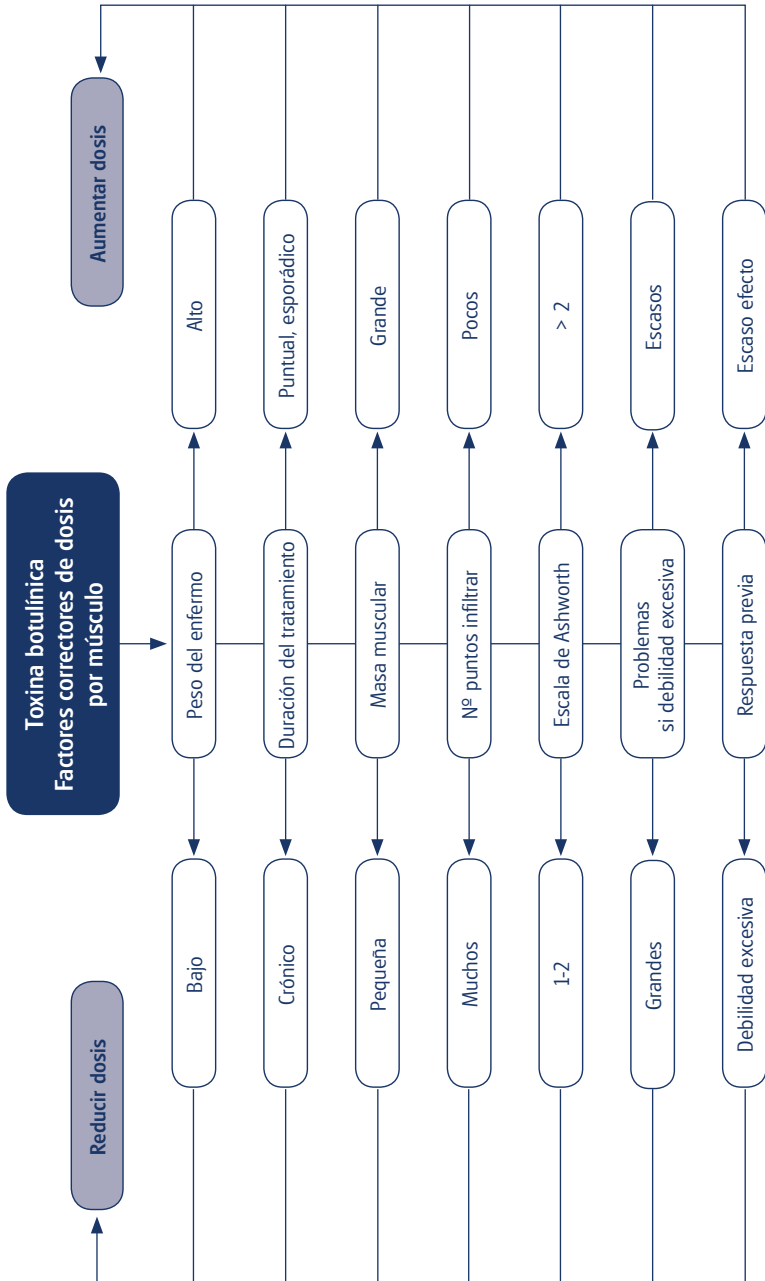 Toxina botulínica
Factores correctores de dosis
por músculo
Reducir dosis
Aumentar dosis
Bajo
Peso del enfermo
Alto
Crónico
Duración del tratamiento
Puntual, esporádico
Pequeña
Masa muscular
Grande
Muchos
Nº puntos infiltrar
Pocos
1-2
Escala de Ashworth
> 2
Grandes
Problemas
si debilidad excesiva
Escasos
Debilidad excesiva
Respuesta previa
Escaso efecto